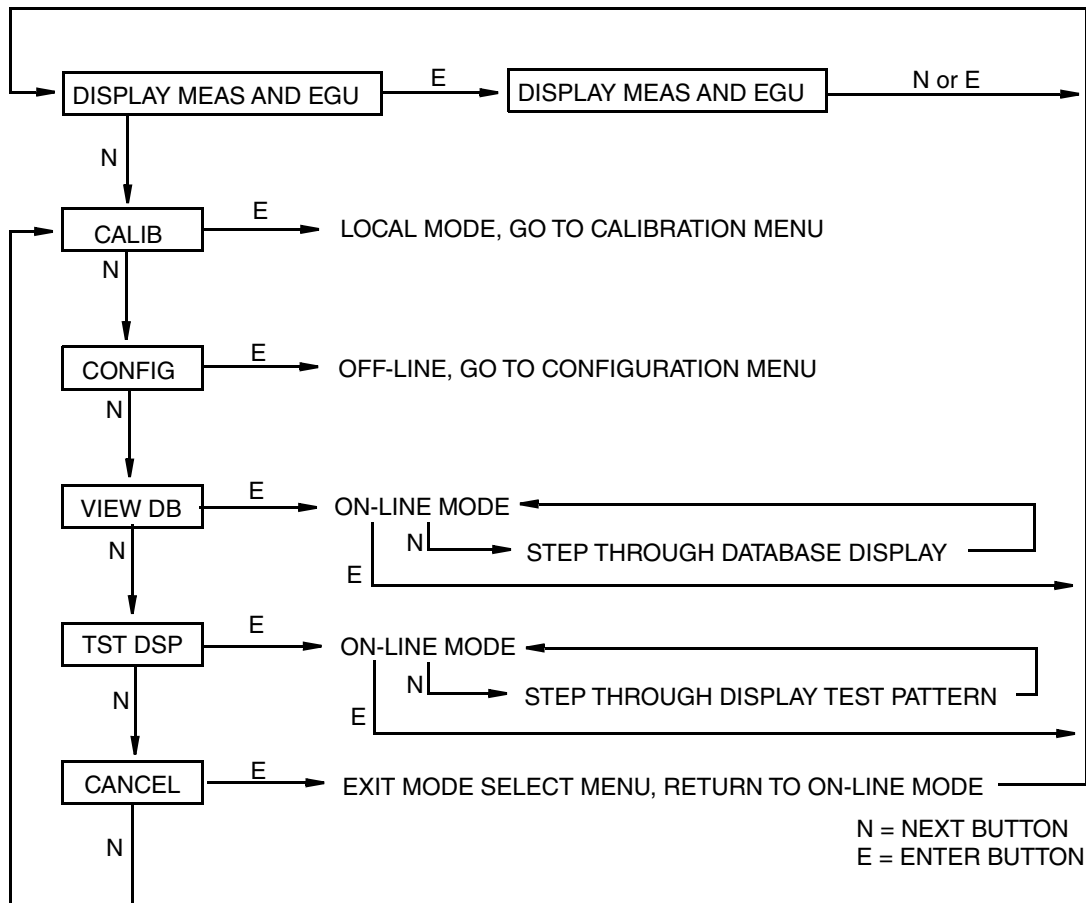 DISPLAY MEAS AND EGU
E
DISPLAY MEAS AND EGU
N or E
N
CALIB
E
LOCAL MODE, GO TO CALIBRATION MENU
N
CONFIG
E
OFF-LINE, GO TO CONFIGURATION MENU
N
VIEW DB
E
ON-LINE MODE
N
STEP THROUGH DATABASE DISPLAY
E
N
TST DSP
E
ON-LINE MODE
N
STEP THROUGH DISPLAY TEST PATTERN
E
N
CANCEL
E
EXIT MODE SELECT MENU, RETURN TO ON-LINE MODE
N
N = NEXT BUTTON
E = ENTER BUTTON